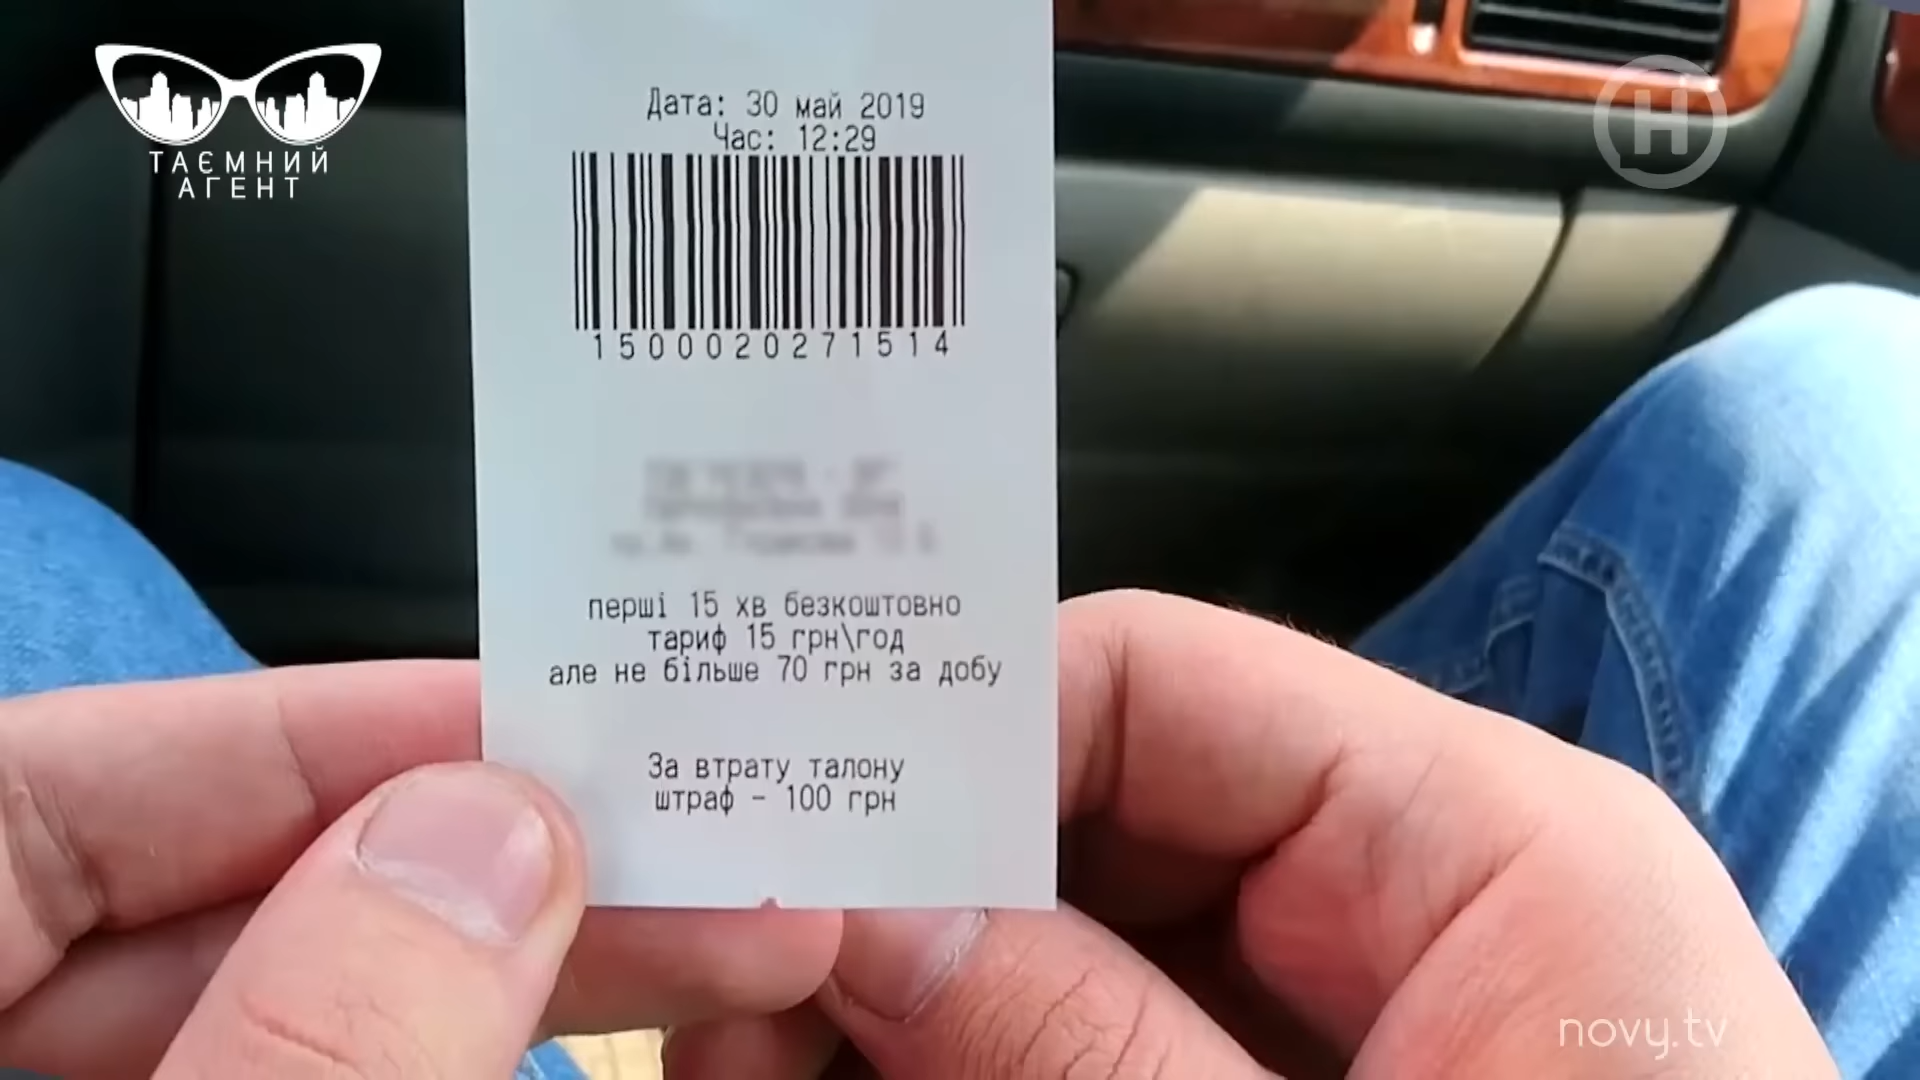 ТАЄМНИЙ
АГЕНТ
Н
Дата: 30 май 2019
Час: 12:29
1500020271514
перші 15 хв безкоштовно
тариф 15 грн\год
але не більше 70 грн за добу
За втрату талону
штраф - 100 грн
novy.tv